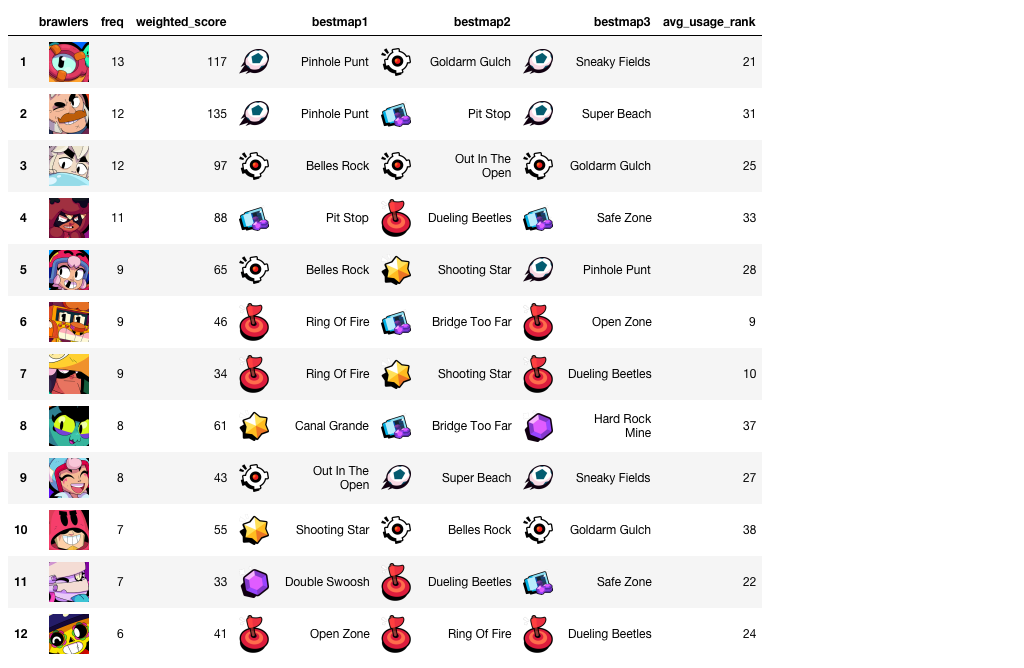 brawlers freq weighted_score bestmap1 bestmap2 bestmap3 avg_usage_rank
1 13 117 Pinhole Punt Goldarm Gulch Sneaky Fields 21
2 12 135 Pinhole Punt Pit Stop Super Beach 31
3 12 97 Belles Rock Out In The Open Goldarm Gulch 25
4 11 88 Pit Stop Dueling Beetles Safe Zone 33
5 9 65 Belles Rock Shooting Star Pinhole Punt 28
6 9 46 Ring Of Fire Bridge Too Far Open Zone 9
7 9 34 Ring Of Fire Shooting Star Dueling Beetles 10
8 8 61 Canal Grande Bridge Too Far Hard Rock Mine 37
9 8 43 Out In The Open Super Beach Sneaky Fields 27
10 7 55 Shooting Star Belles Rock Goldarm Gulch 38
11 7 33 Double Swoosh Dueling Beetles Safe Zone 22
12 6 41 Open Zone Ring Of Fire Dueling Beetles 24